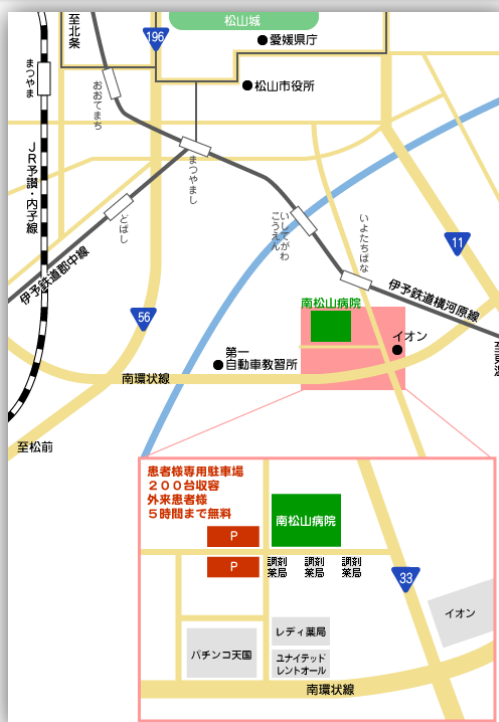 松山城
至北条
196
愛媛県庁
まつやま
おおてまち
松山市役所
JR予讃・内子線
まつやまし
どばし
いしてがわ
こうえん
いよたちばな
11
伊予鉄道郡中線
伊予鉄道横河原線
56
南松山病院
イオン
第一
自動車教習所
南環状線
至松前
患者様専用駐車場
２００台収容
外来患者様
５時間まで無料
南松山病院
P
P
調剤
薬局
調剤
薬局
調剤
薬局
33
イオン
レディ薬局
パチンコ天国
ユナイテッド
レントオール
南環状線